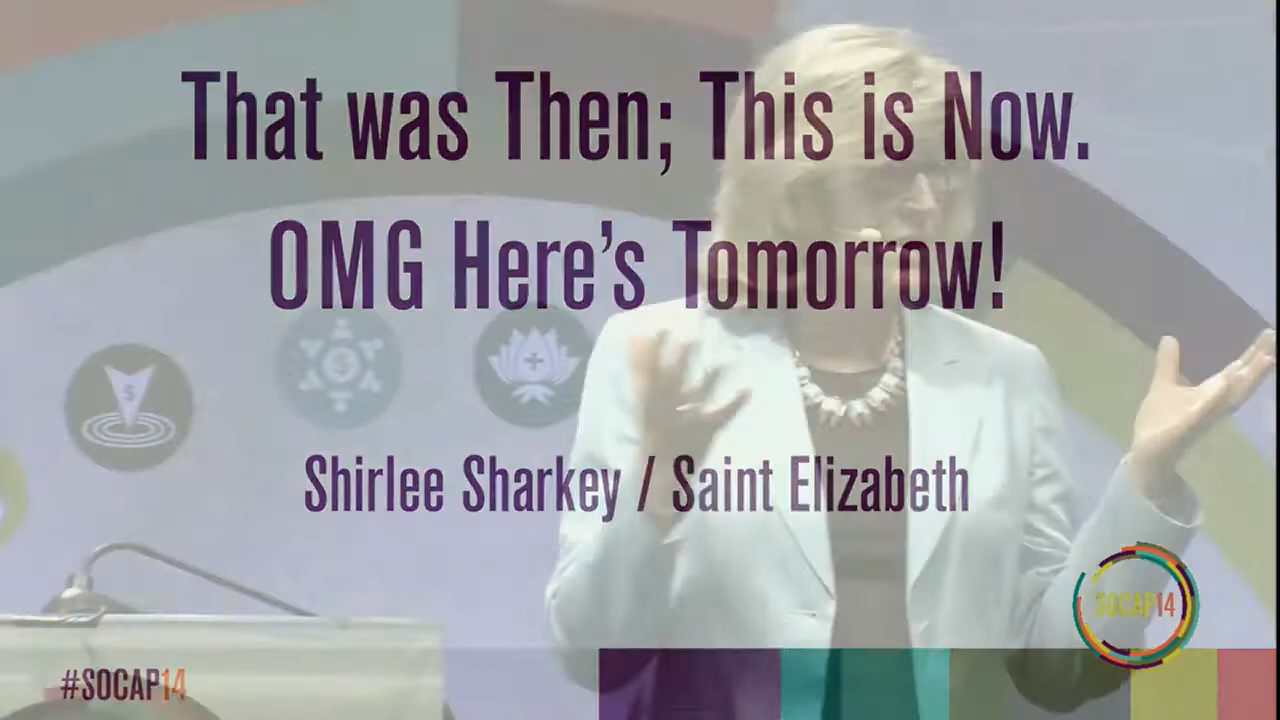 That was Then; This is Now.
OMG Here's Tomorrow!
$
$
Shirlee Sharkey / Saint Elizabeth
SOCAP14
#SOCAP14